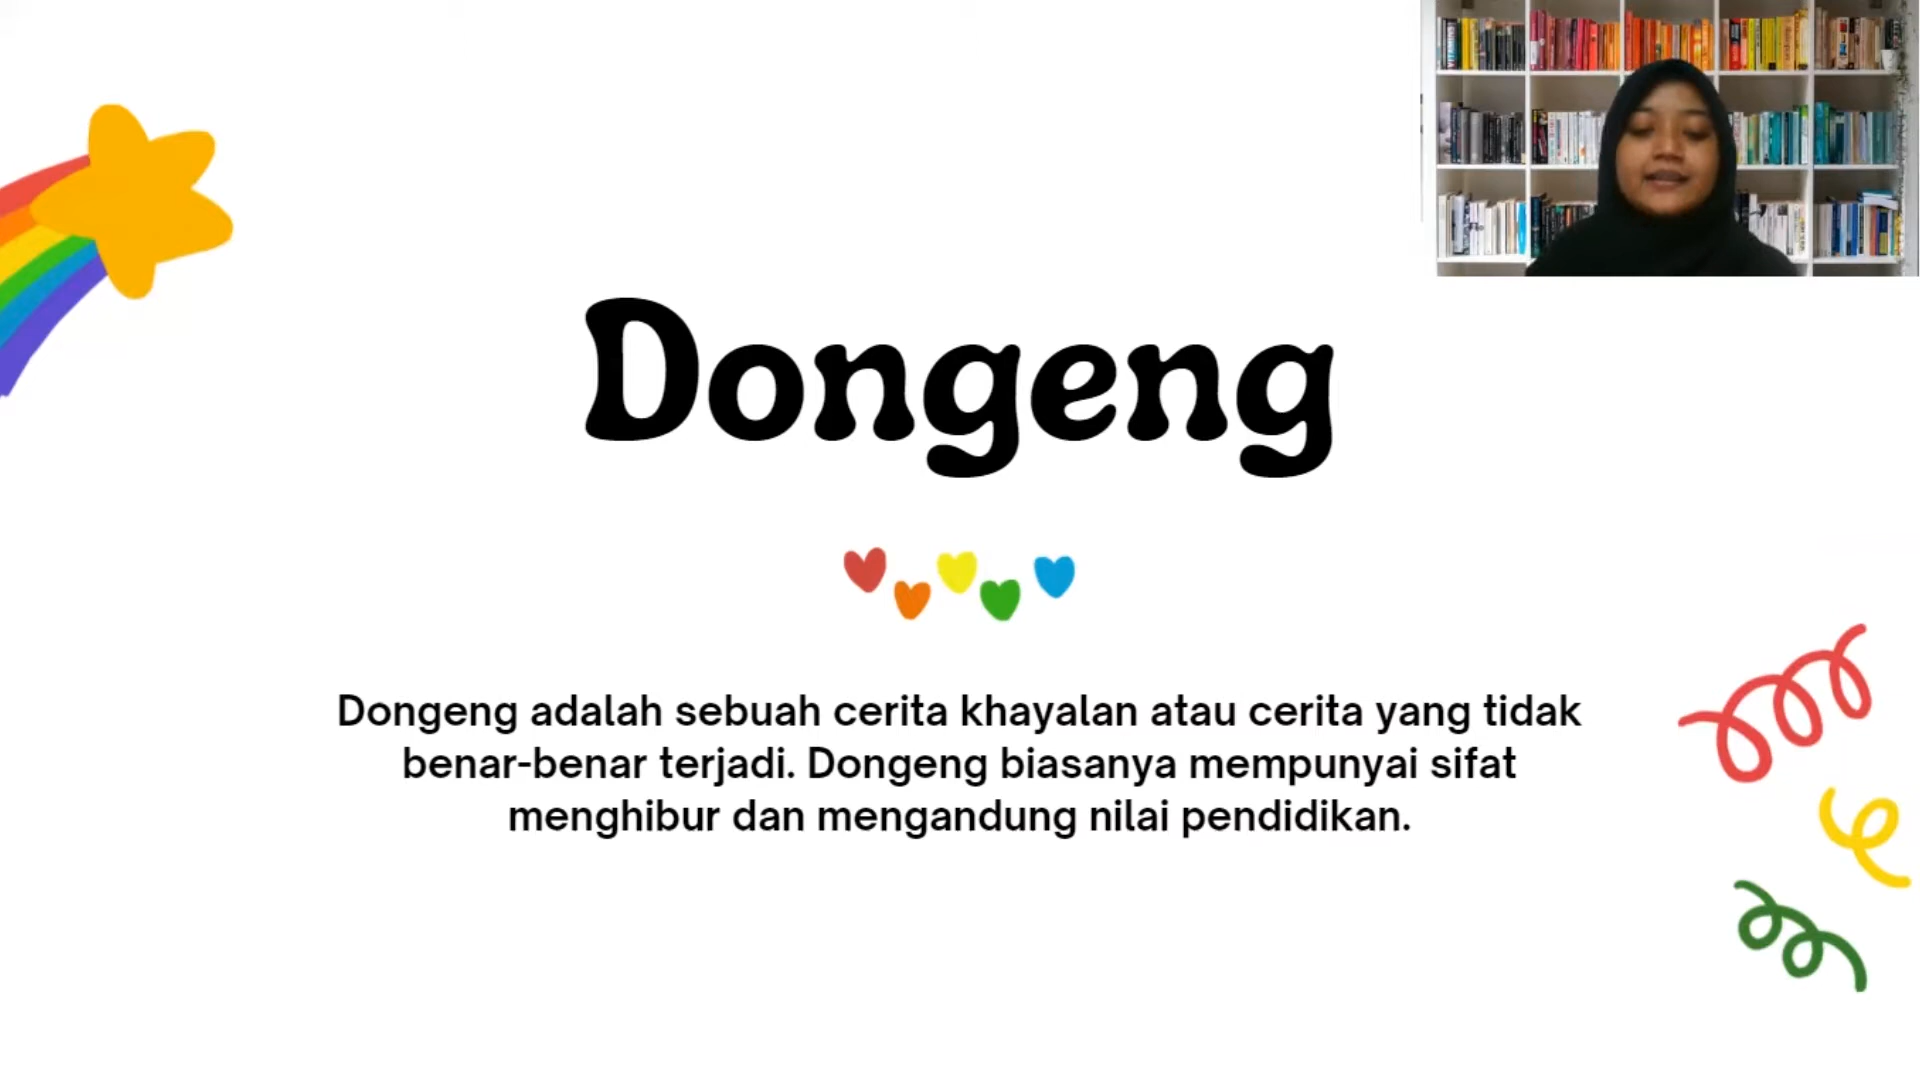 Dongeng
Dongeng adalah sebuah cerita khayalan atau cerita yang tidak
benar-benar terjadi. Dongeng biasanya mempunyai sifat
menghibur dan mengandung nilai pendidikan.